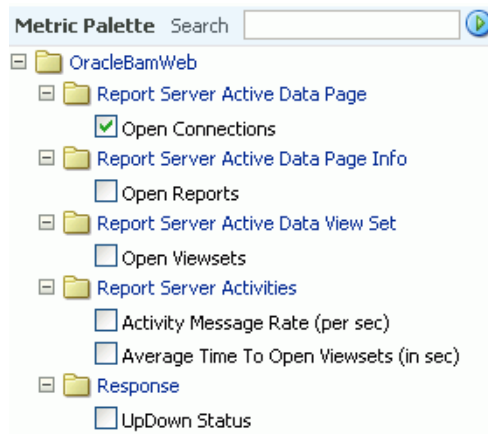 Metric Palette Search
OracleBamWeb
Report Server Active Data Page
Open Connections
Report Server Active Data Page Info
Open Reports
Report Server Active Data View Set
Open Viewsets
Report Server Activities
Activity Message Rate (per sec)
Average Time To Open Viewsets (in sec)
Response
UpDown Status